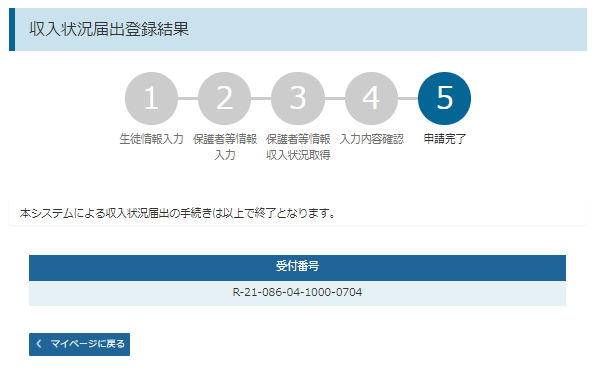 収入状況届出登録結果
1 2 3 4 5
生徒情報入力 保護者等情報 保護者等情報 入力内容確認 申請完了
入力 収入状況取得
本システムによる収入状況届出の手続きは以上で終了となります。
受付番号
R-21-086-04-1000-0704
マイページに戻る